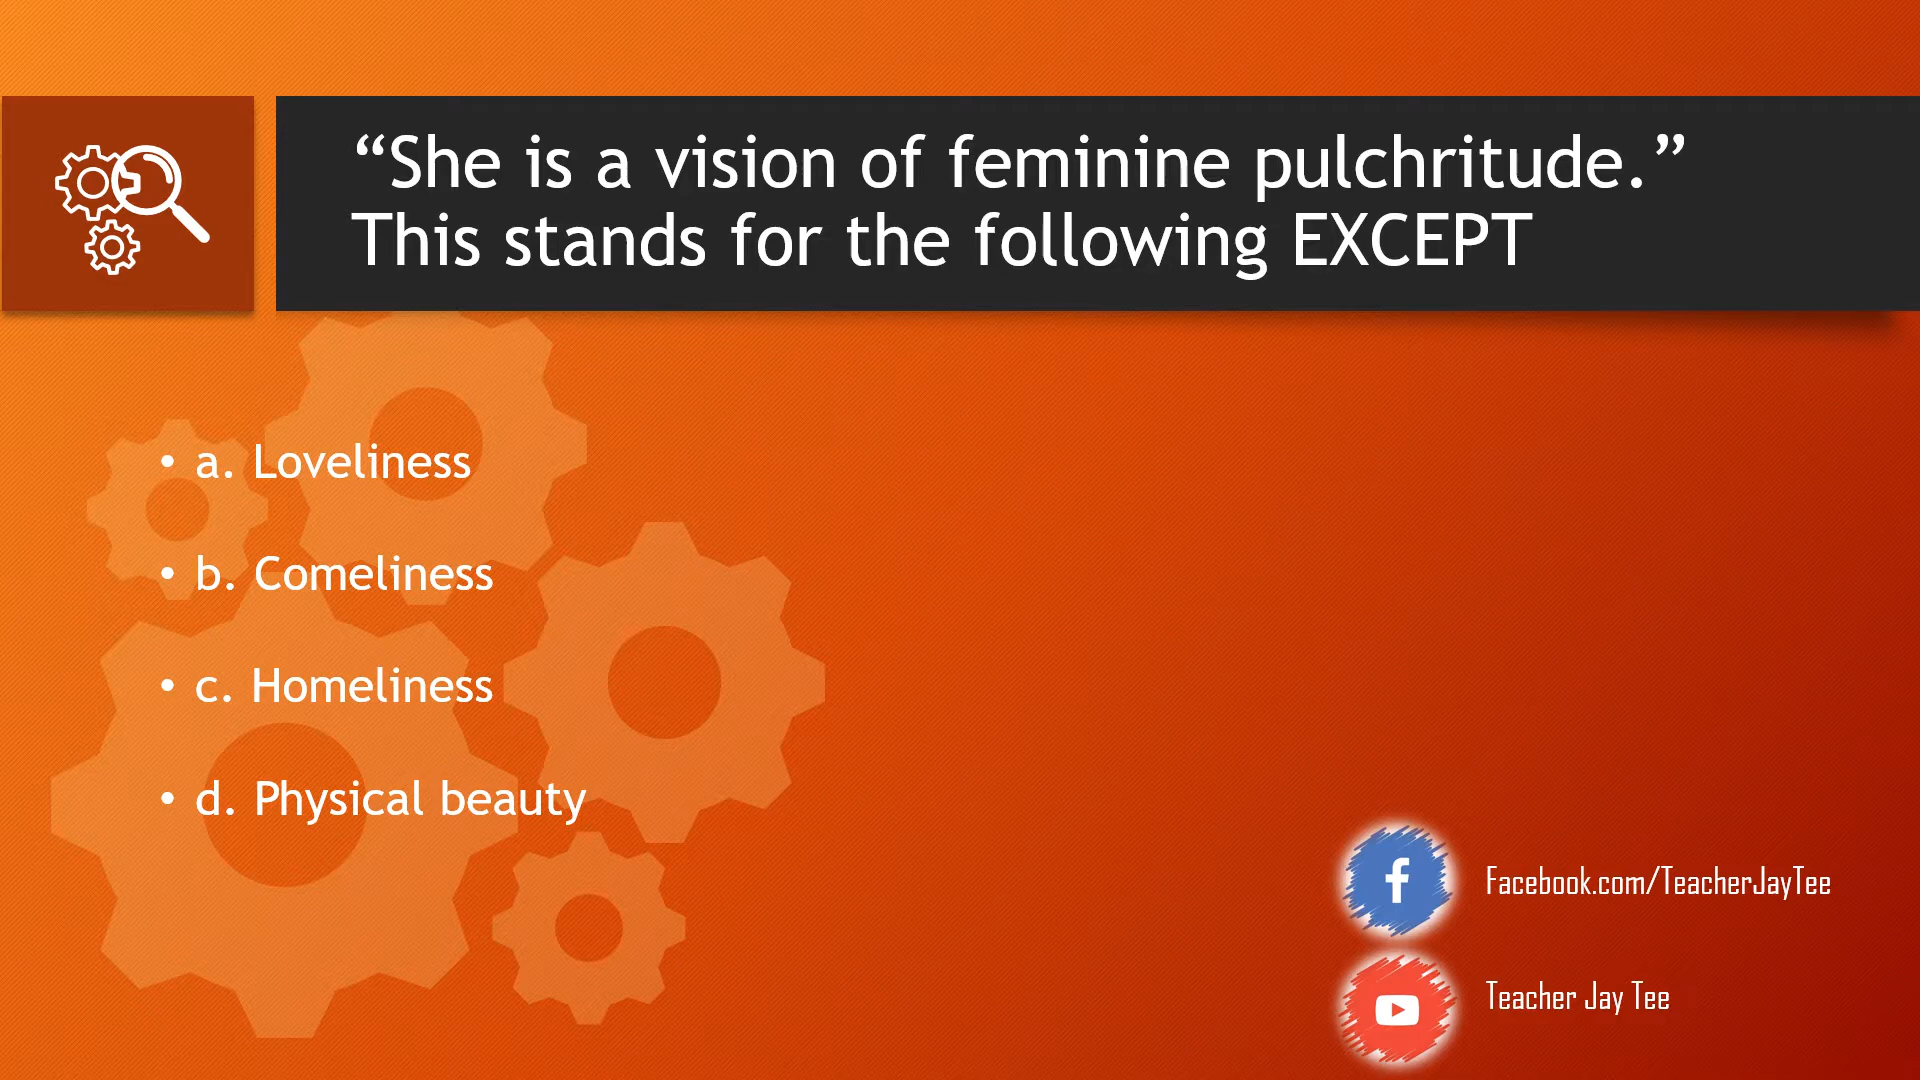 “She is a vision of feminine pulchritude.”
This stands for the following EXCEPT
• a. Loveliness
• b. Comeliness
• c. Homeliness
• d. Physical beauty
Facebook.com/TeacherJayTee
Teacher Jay Tee